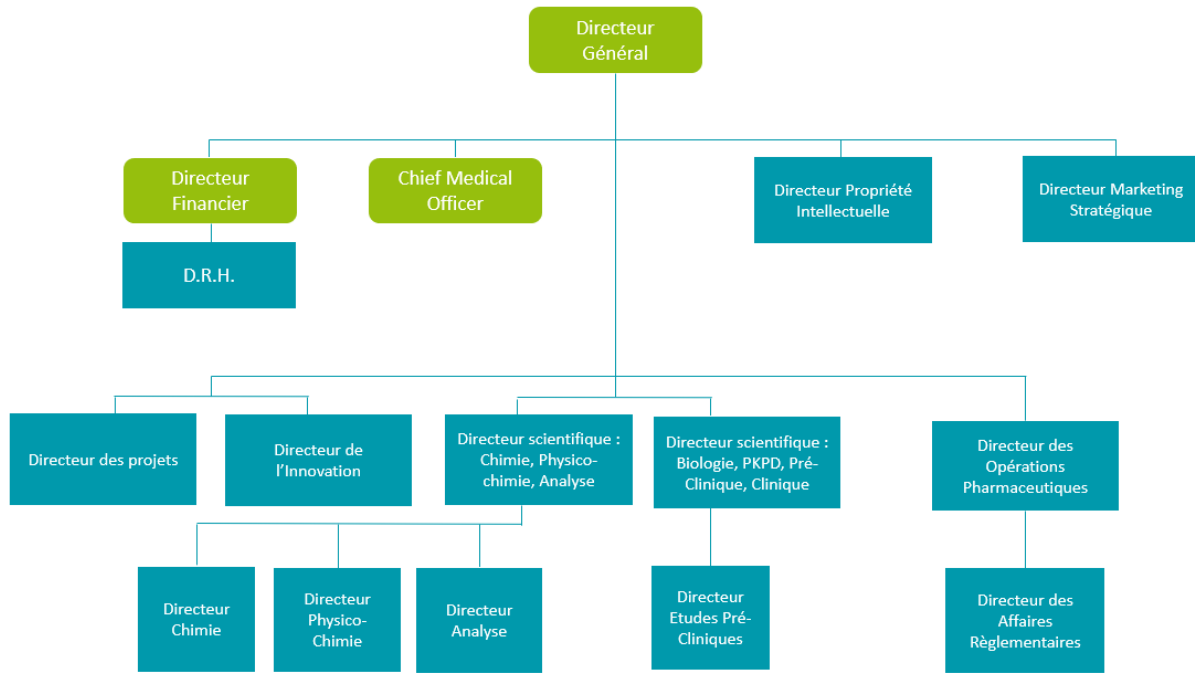 Directeur
Général
Directeur
Financier
Chief Medical
Officer
Directeur Propriété
Intellectuelle
Directeur Marketing
Stratégique
D.R.H.
Directeur des projets
Directeur de
l’Innovation
Directeur scientifique :
Chimie, Physico-
chimie, Analyse
Directeur scientifique :
Biologie, PKPD, Pré-
Clinique, Clinique
Directeur des
Opérations
Pharmaceutiques
Directeur
Chimie
Directeur
Physico-
Chimie
Directeur
Analyse
Directeur
Etudes Pré-
Cliniques
Directeur des
Affaires
Règlementaires